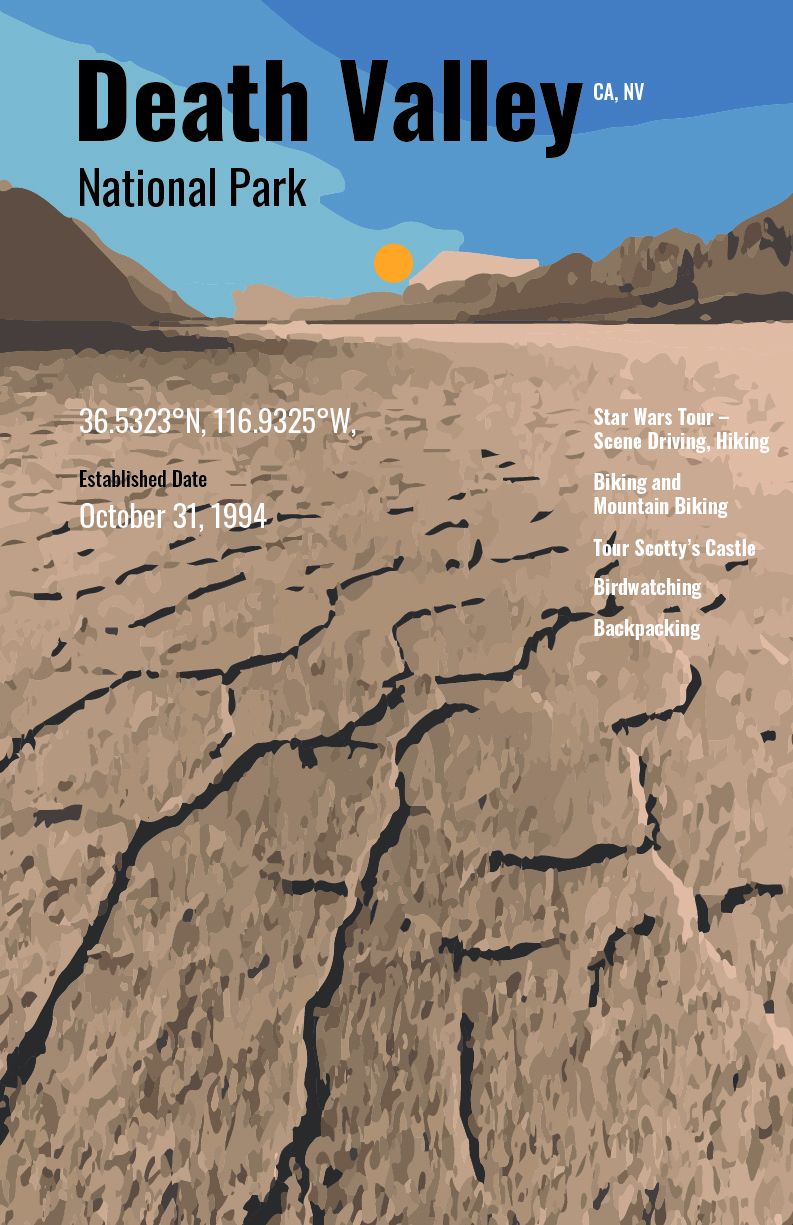 Death Valley
CA, NV
National Park
36.5323°N, 116.9325°W,
Established Date
October 31, 1994
Star Wars Tour –
Scene Driving, Hiking
Biking and
Mountain Biking
Tour Scotty’s Castle
Birdwatching
Backpacking